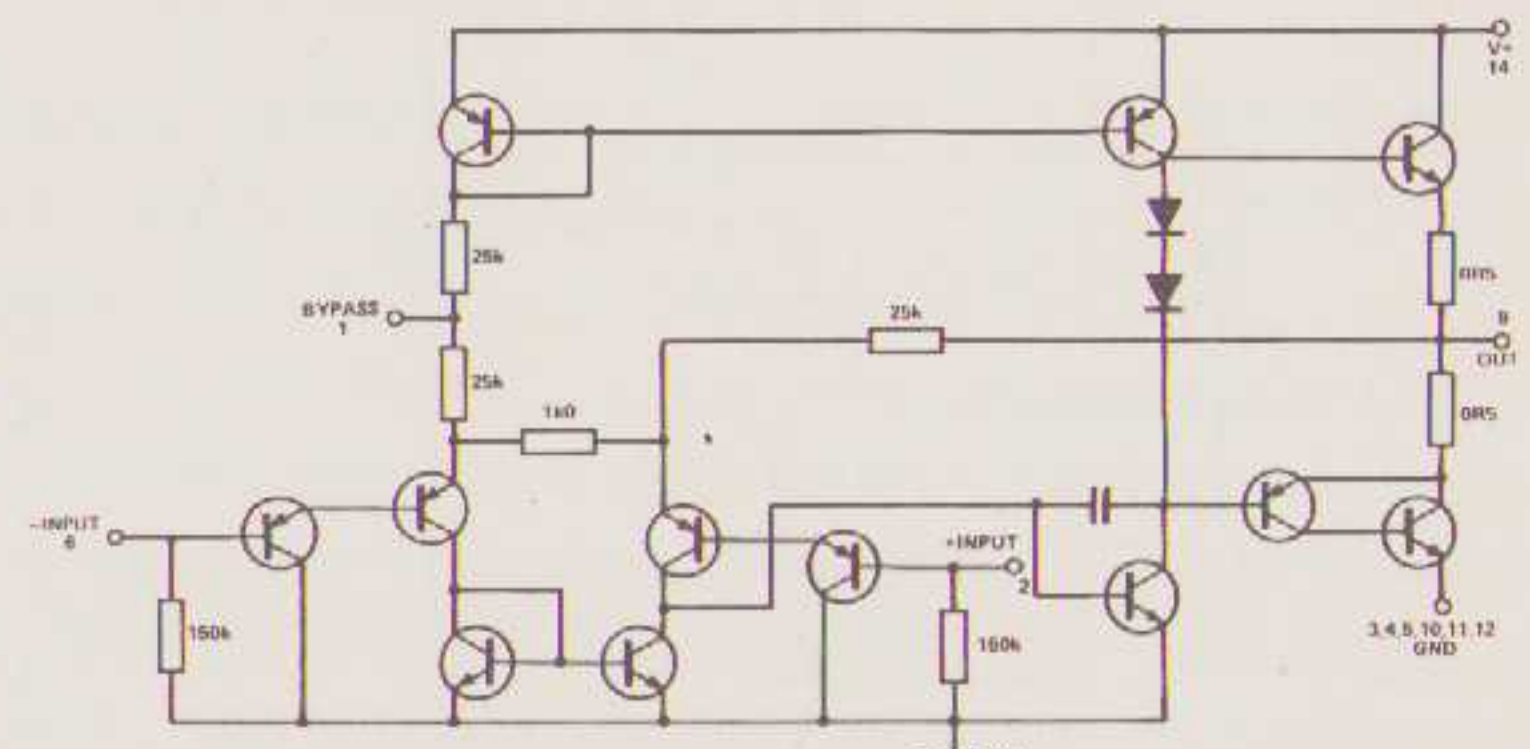 V+
14
25k
BYPASS
1
25k
25k
0R5
8
OUT
1k0
0R5
-INPUT
6
+INPUT
2
150k
150k
3,4,5,10,11,12
GND